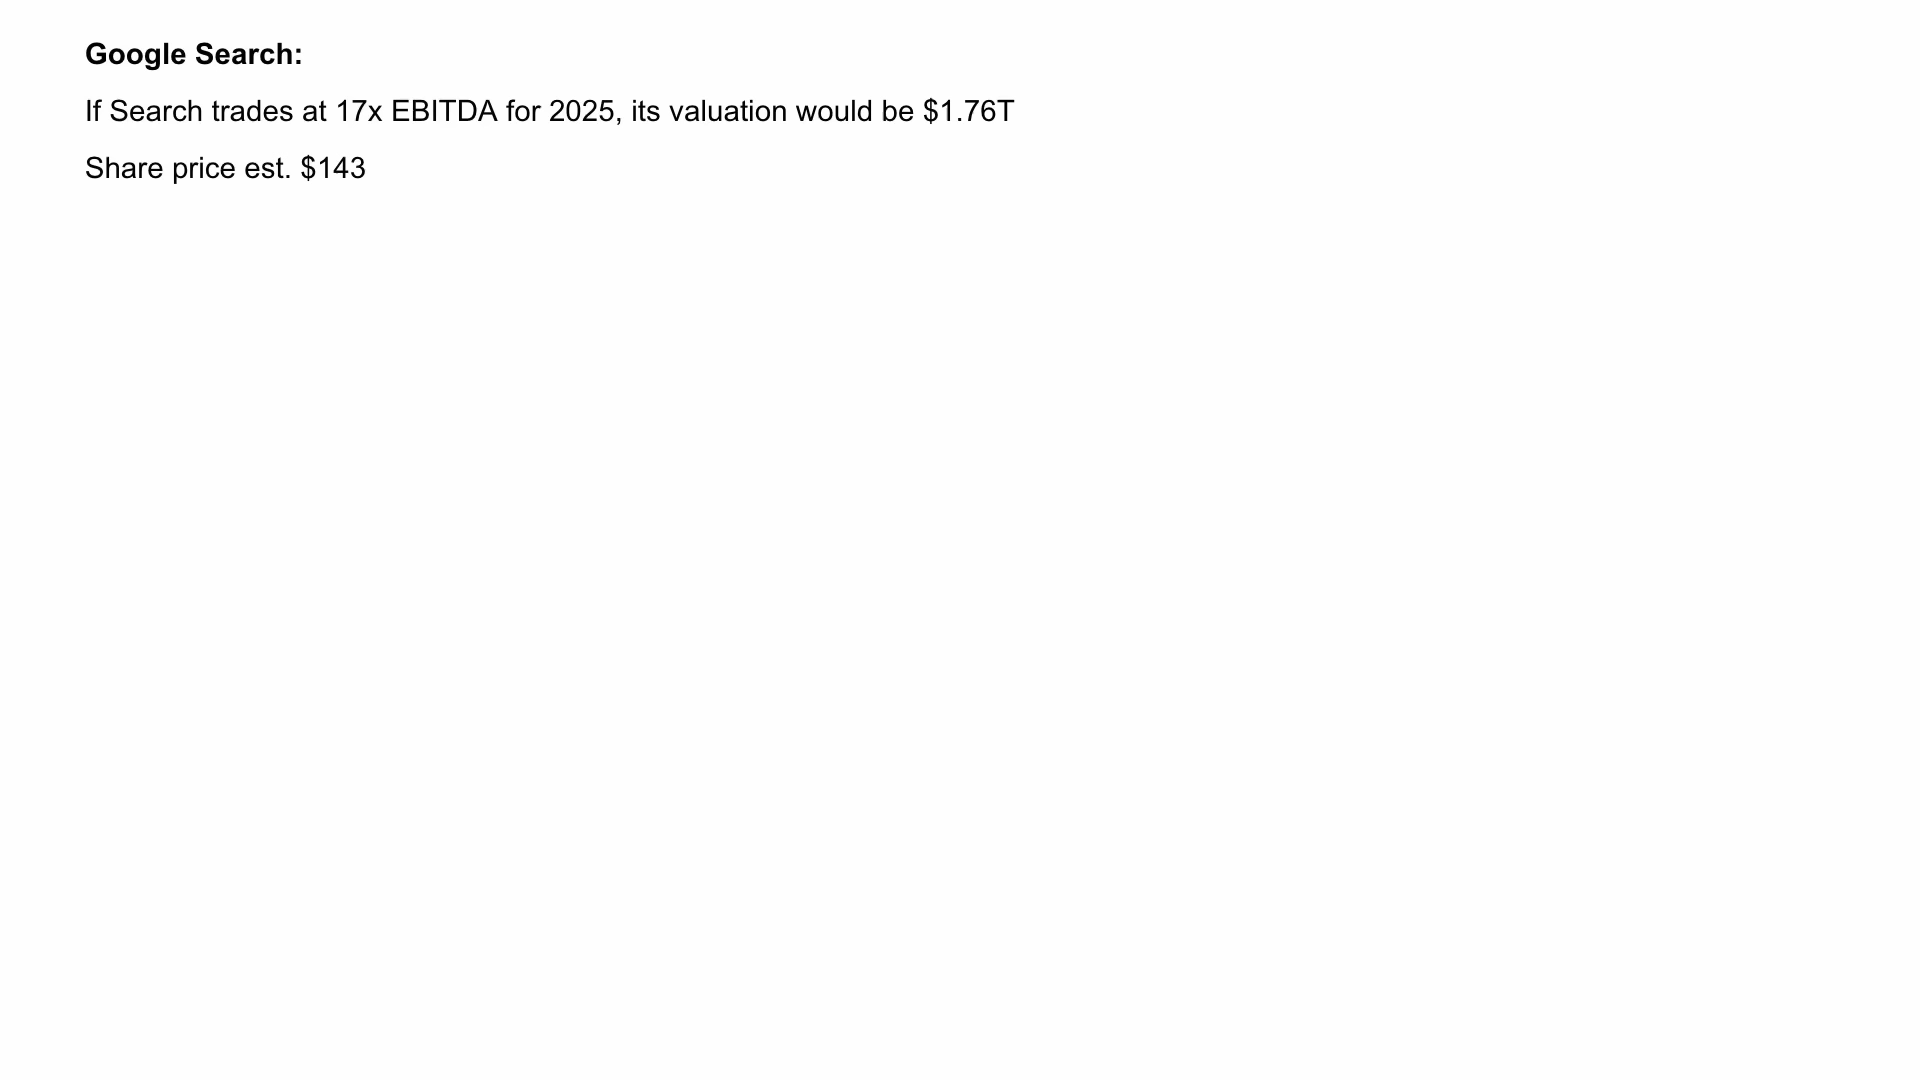 Google Search:
If Search trades at 17x EBITDA for 2025, its valuation would be $1.76T
Share price est. $143